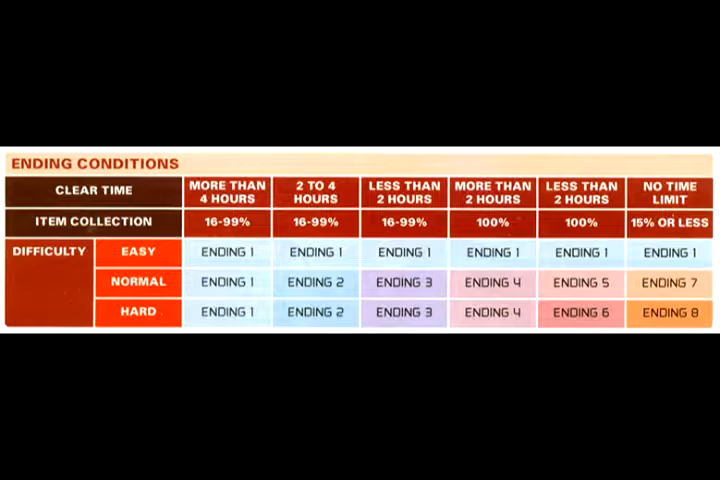 ENDING CONDITIONS
CLEAR TIME MORE THAN 4 HOURS 2 TO 4 HOURS LESS THAN 2 HOURS MORE THAN 2 HOURS LESS THAN 2 HOURS NO TIME LIMIT
ITEM COLLECTION 16-99% 16-99% 16-99% 100% 100% 15% OR LESS
DIFFICULTY EASY ENDING 1 ENDING 1 ENDING 1 ENDING 1 ENDING 1 ENDING 1
NORMAL ENDING 1 ENDING 2 ENDING 3 ENDING 4 ENDING 5 ENDING 7
HARD ENDING 1 ENDING 2 ENDING 3 ENDING 4 ENDING 6 ENDING 8